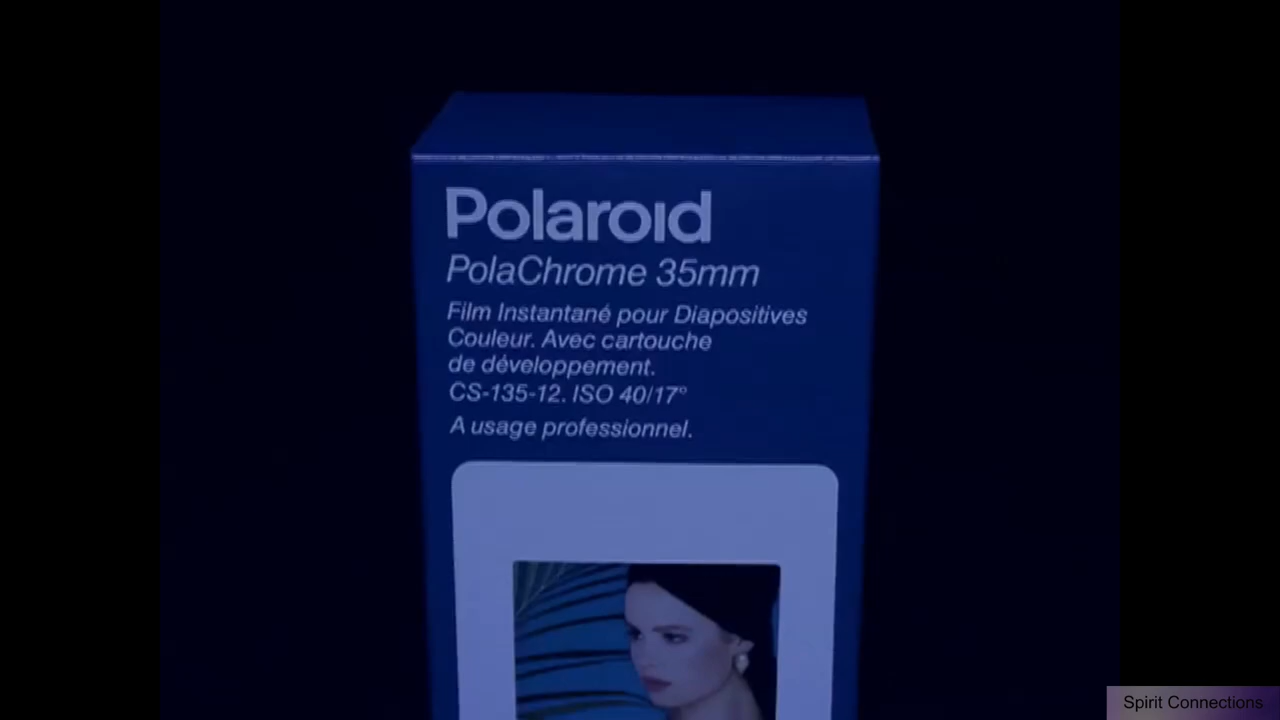 Polaroid
PolaChrome 35mm
Film Instantané pour Diapositives
Couleur. Avec cartouche
de développement.
CS-135-12. ISO 40/17°
A usage professionnel.
Spirit Connections